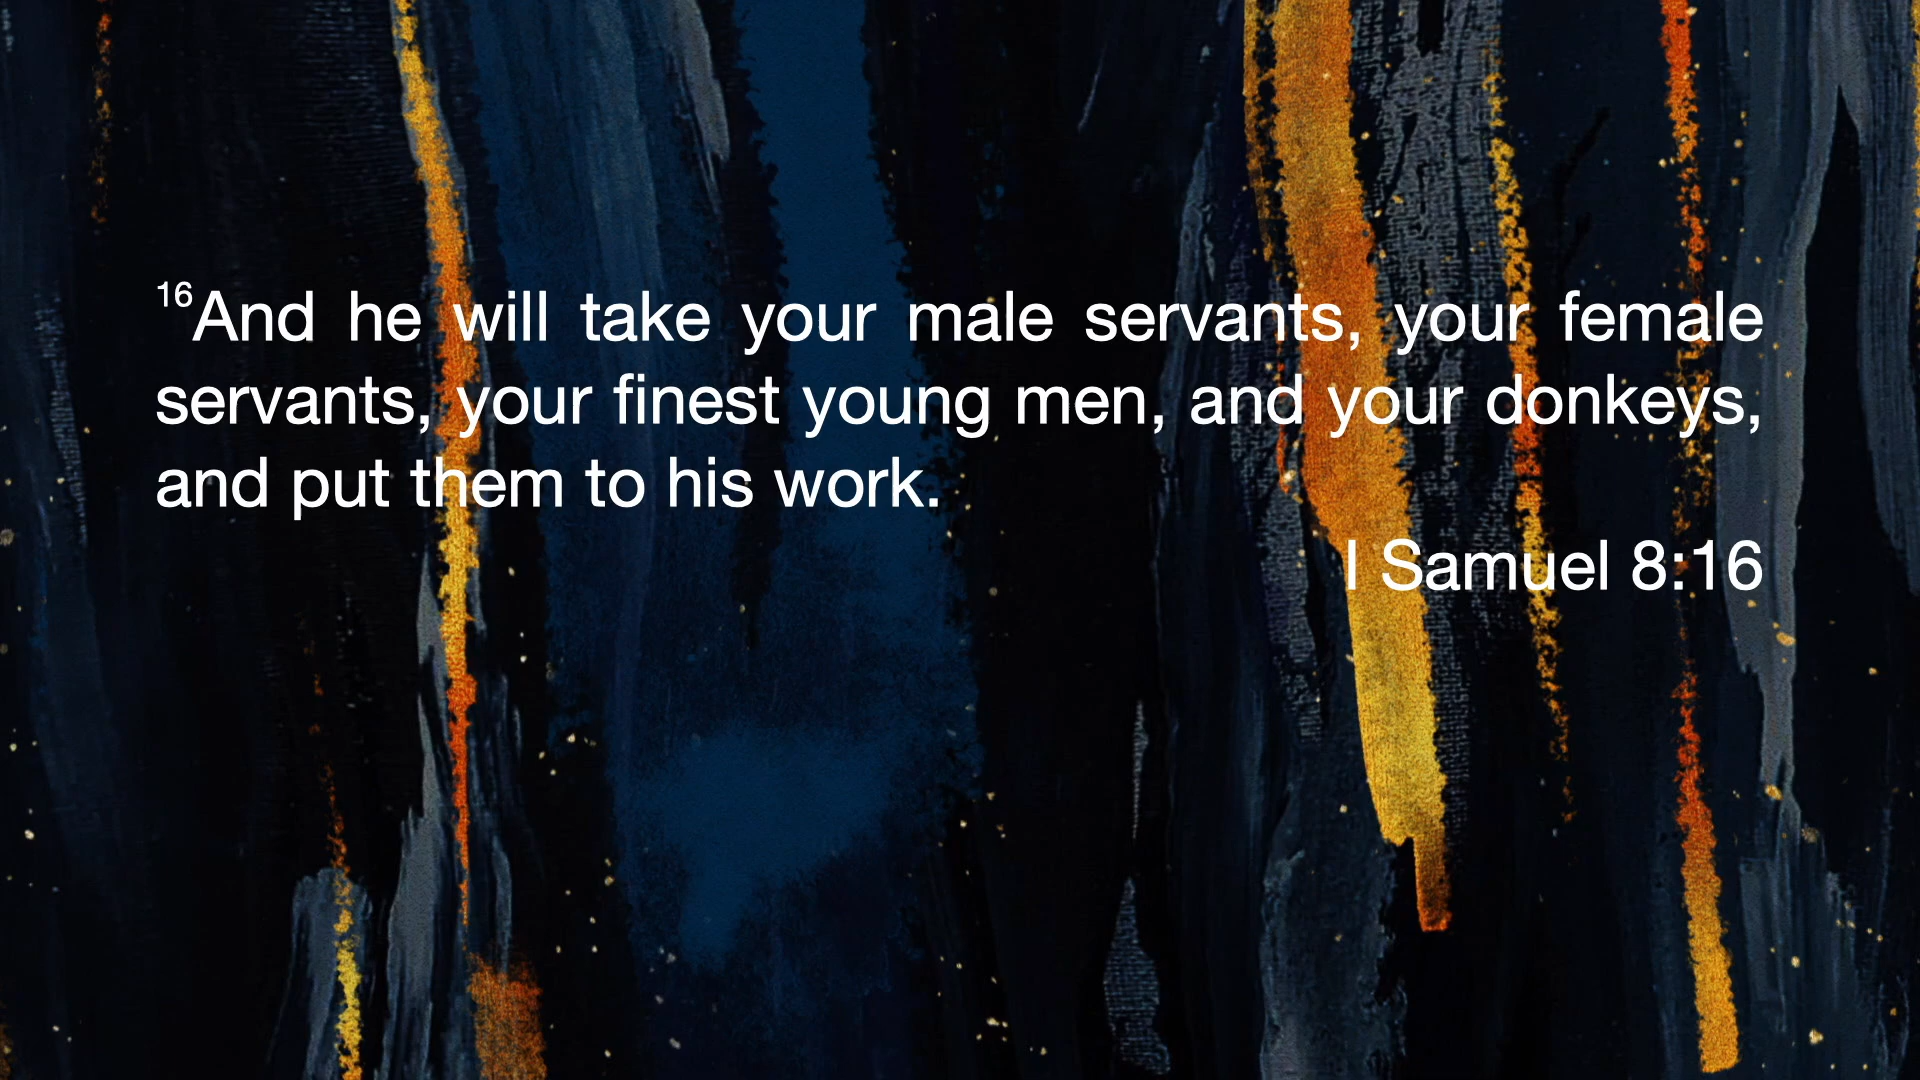 16And he will take your male servants, your female
servants, your finest young men, and your donkeys,
and put them to his work.
I Samuel 8:16